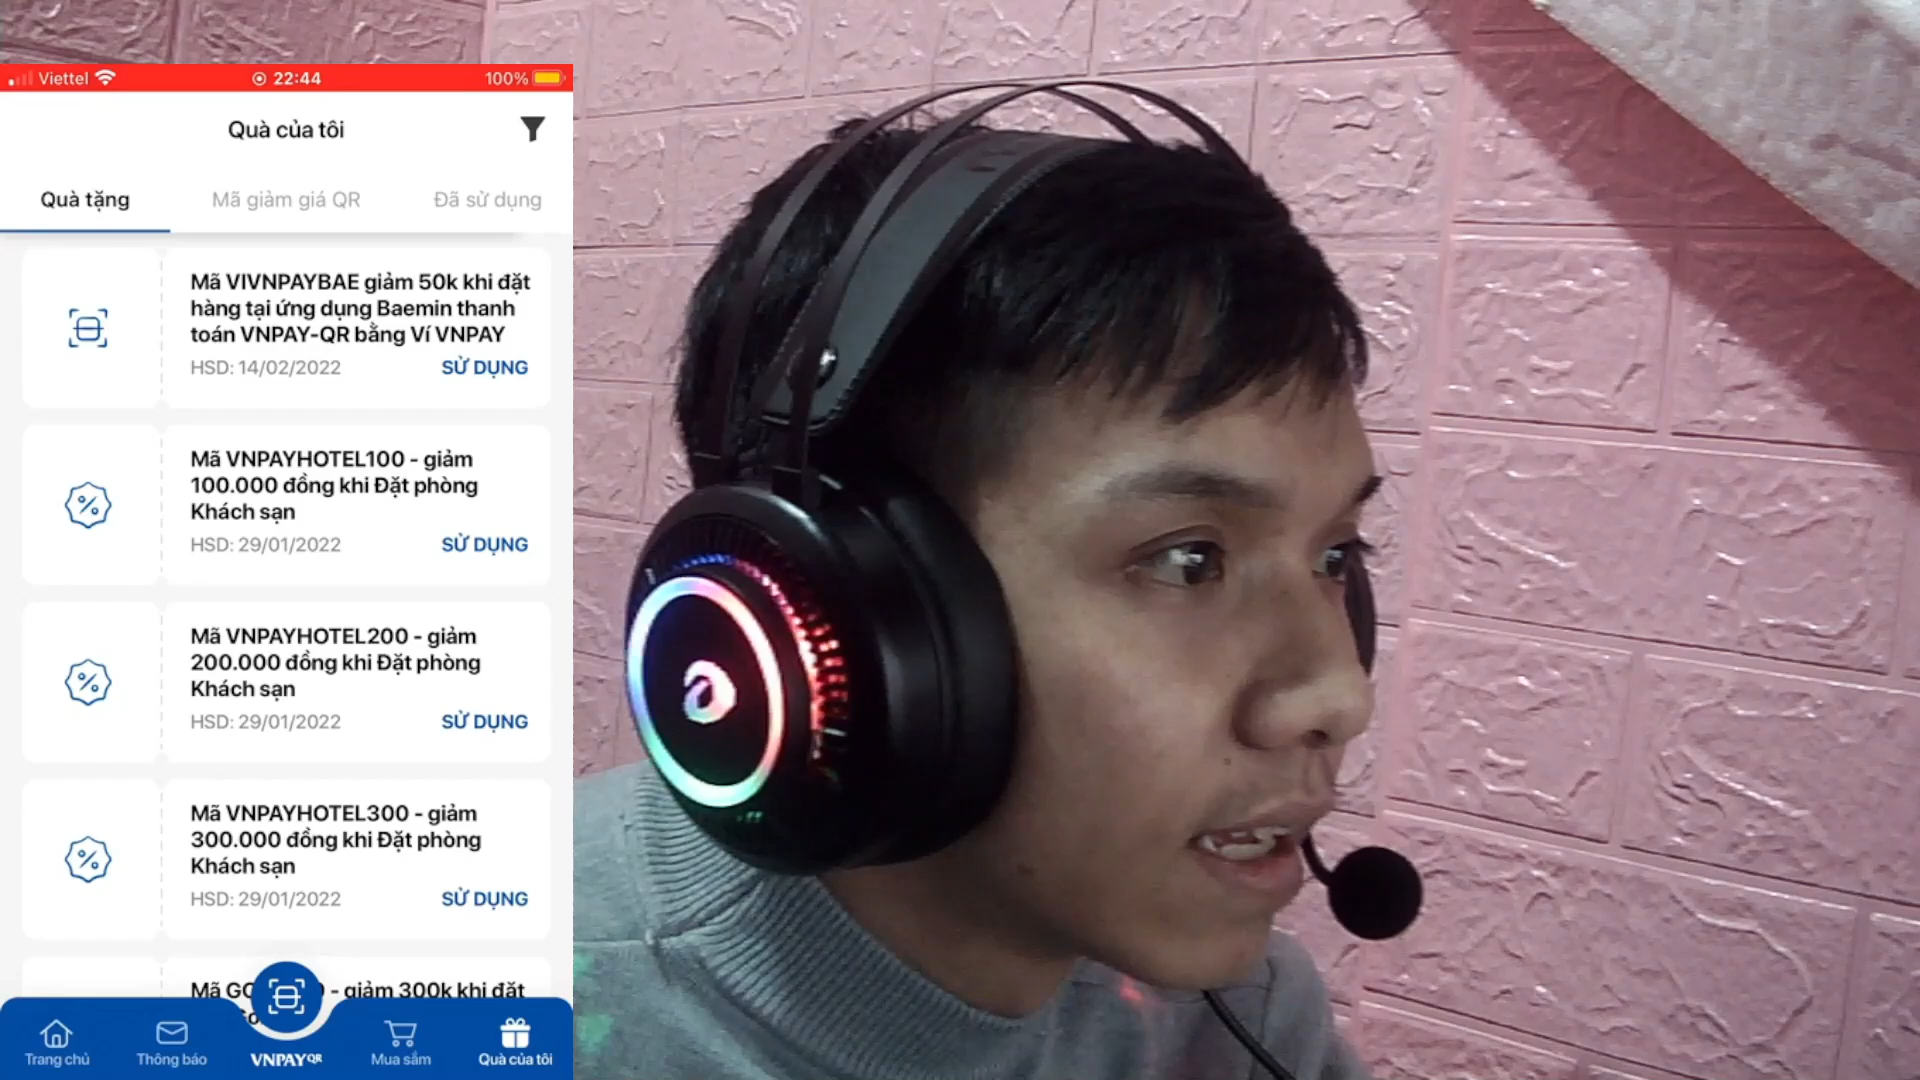 Viettel 22:44 100%
Quà của tôi
Quà tặng Mã giảm giá QR Đã sử dụng
Mã VIVNPAYBAE giảm 50k khi đặt
hàng tại ứng dụng Baemin thanh
toán VNPAY-QR bằng Ví VNPAY
HSD: 14/02/2022 SỬ DỤNG
Mã VNPAYHOTEL100 - giảm
100.000 đồng khi Đặt phòng
Khách sạn
HSD: 29/01/2022 SỬ DỤNG
Mã VNPAYHOTEL200 - giảm
200.000 đồng khi Đặt phòng
Khách sạn
HSD: 29/01/2022 SỬ DỤNG
Mã VNPAYHOTEL300 - giảm
300.000 đồng khi Đặt phòng
Khách sạn
HSD: 29/01/2022 SỬ DỤNG
Mã - giảm 300k khi đặt
Trang chủ Thông báo VNPAYQR Mua sắm Quà của tôi